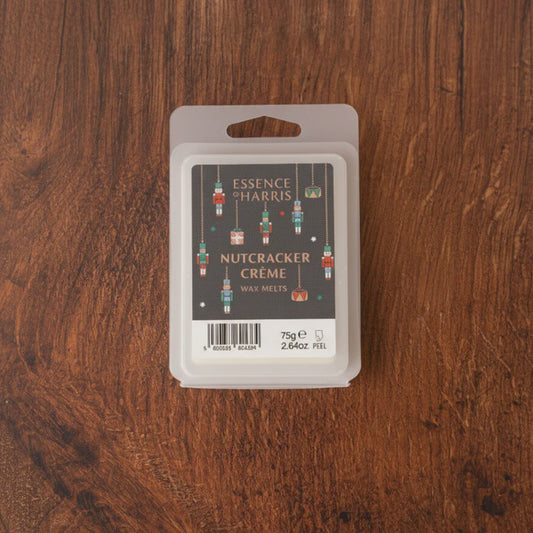 ESSENCE
OF HARRIS
NUTCRACKER
CRÈME
WAX MELTS
75g ℮
2.64oz. PEEL